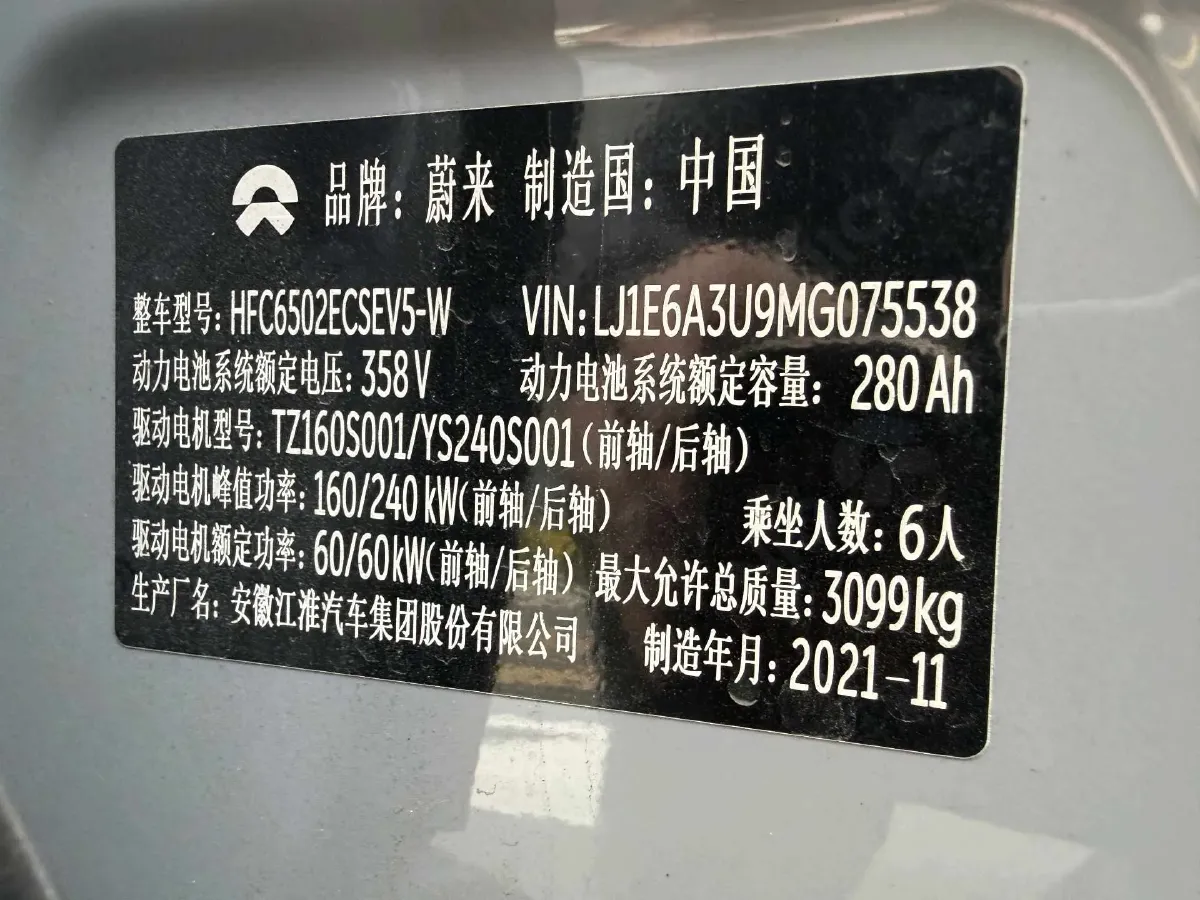 品牌：蔚来 制造国：中国
整车型号：HFC6502ECSEV5-W VIN：LJ1E6A3U9MG075538
动力电池系统额定电压：358V 动力电池系统额定容量：280Ah
驱动电机型号：TZ160S001/YS240S001（前轴/后轴）
驱动电机峰值功率：160/240kW（前轴/后轴） 乘坐人数：6人
驱动电机额定功率：60/60kW（前轴/后轴） 最大允许总质量：3099kg
生产厂名：安徽江淮汽车集团股份有限公司 制造年月：2021-11